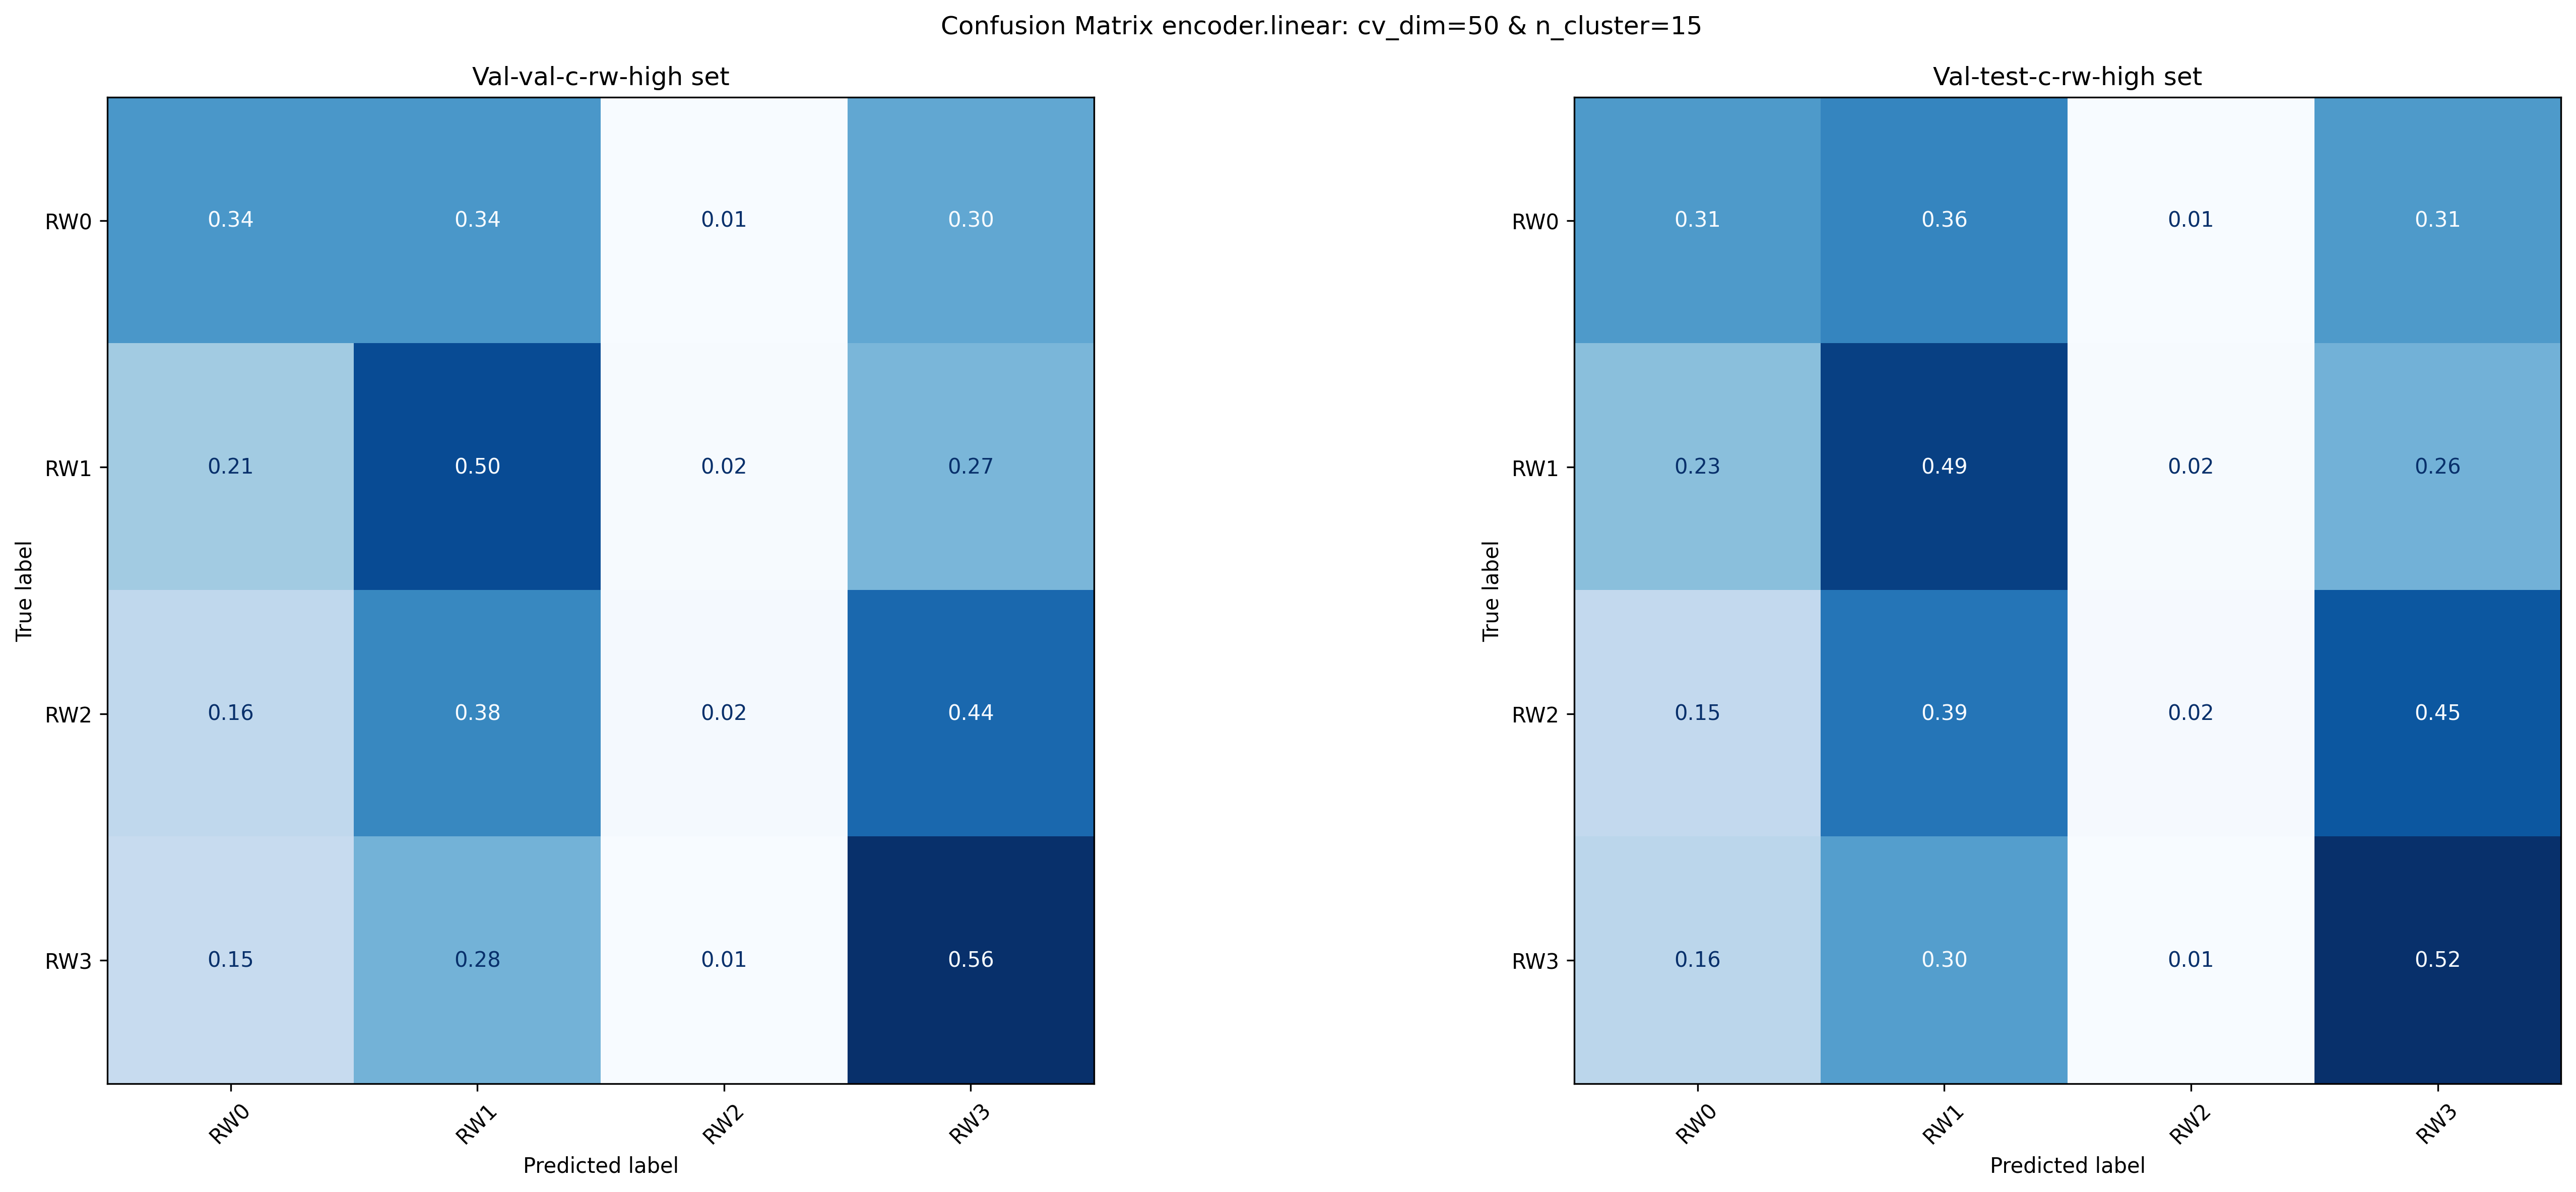 Confusion Matrix encoder.linear: cv_dim=50 & n_cluster=15
Val-val-c-rw-high set
True label
RW0 0.34 0.34 0.01 0.30
RW1 0.21 0.50 0.02 0.27
RW2 0.16 0.38 0.02 0.44
RW3 0.15 0.28 0.01 0.56
RW0 RW1 RW2 RW3
Predicted label
Val-test-c-rw-high set
True label
RW0 0.31 0.36 0.01 0.31
RW1 0.23 0.49 0.02 0.26
RW2 0.15 0.39 0.02 0.45
RW3 0.16 0.30 0.01 0.52
RW0 RW1 RW2 RW3
Predicted label